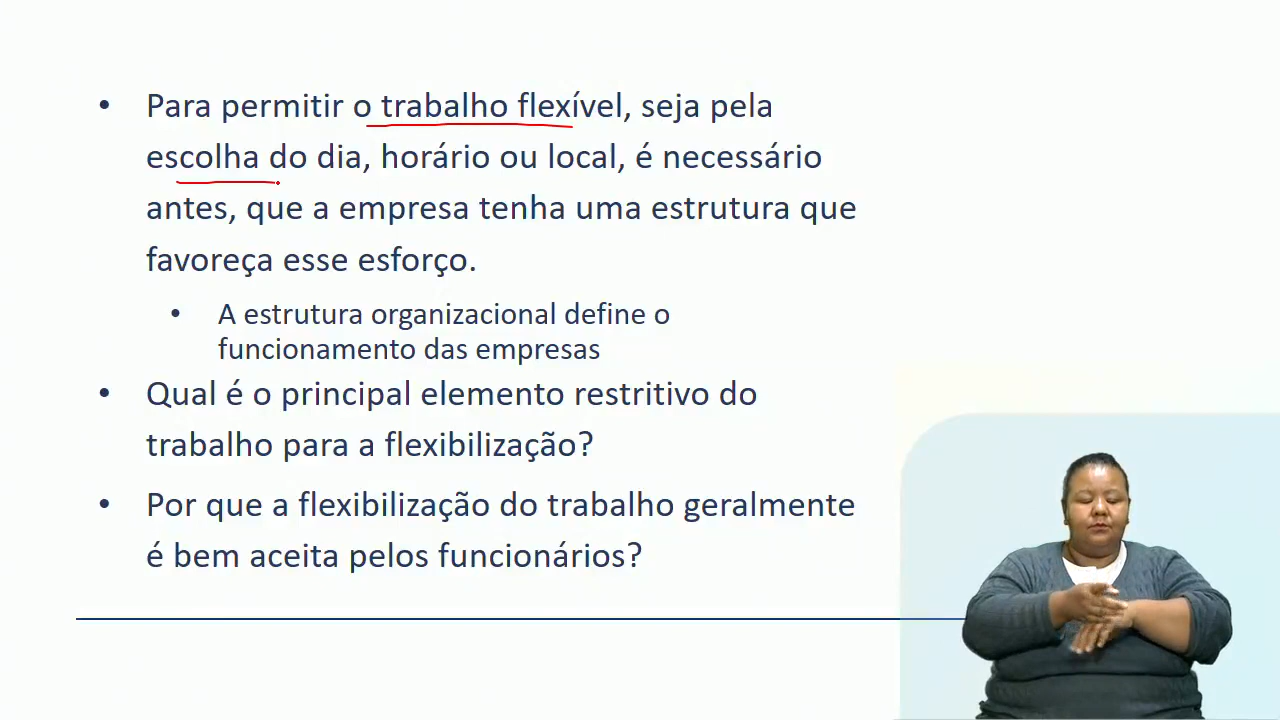 • Para permitir o trabalho flexível, seja pela
escolha do dia, horário ou local, é necessário
antes, que a empresa tenha uma estrutura que
favoreça esse esforço.
• A estrutura organizacional define o
funcionamento das empresas
• Qual é o principal elemento restritivo do
trabalho para a flexibilização?
• Por que a flexibilização do trabalho geralmente
é bem aceita pelos funcionários?